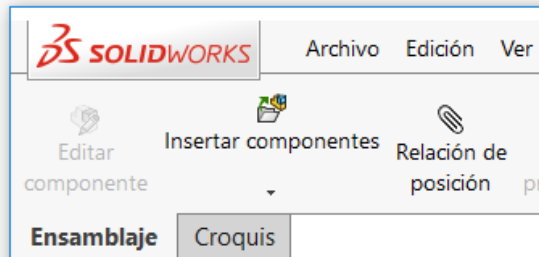 SOLIDWORKS Archivo Edición Ver
Editar componente
Insertar componentes
Relación de posición
Ensamblaje Croquis